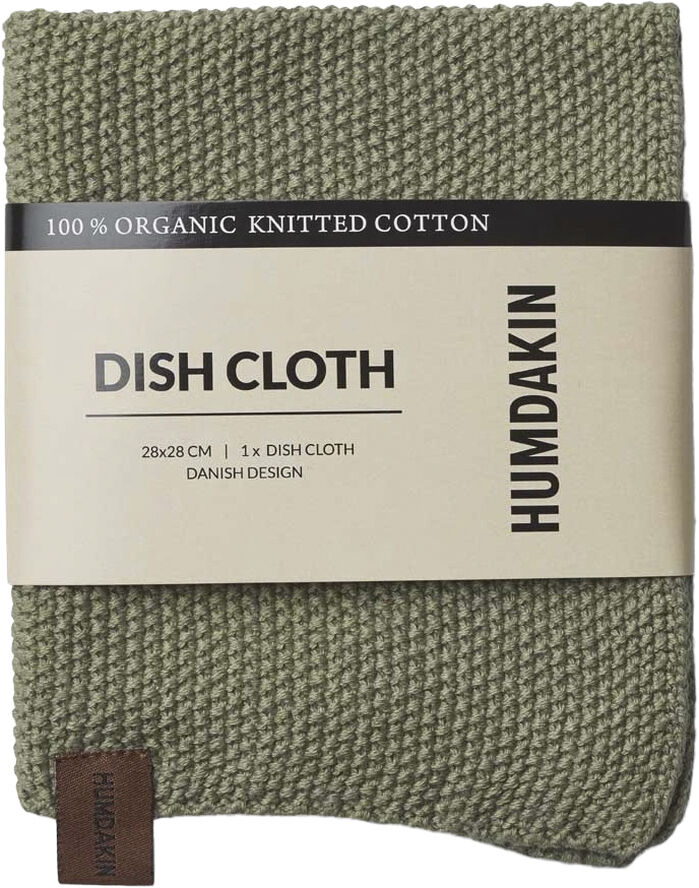 100 % ORGANIC KNITTED COTTON
DISH CLOTH
28x28 CM | 1 x DISH CLOTH
DANISH DESIGN
HUMDAKIN
HUMDAKIN